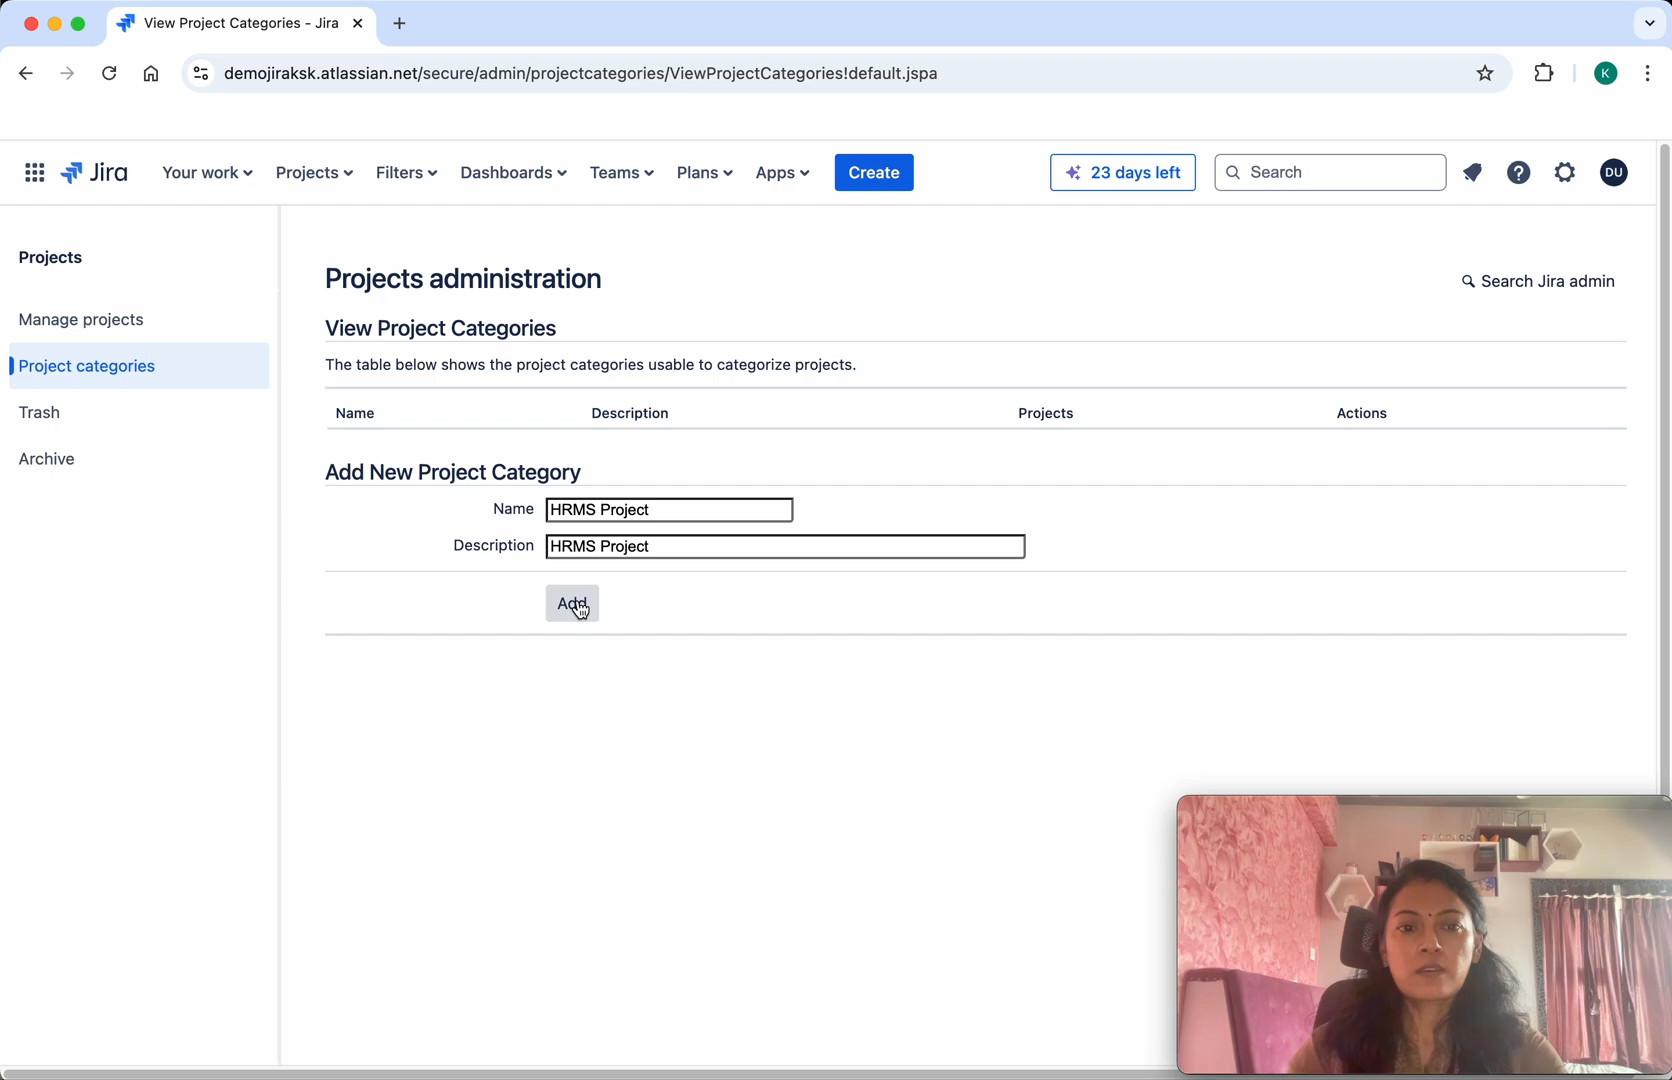 View Project Categories - Jira
demojiraksk.atlassian.net/secure/admin/projectcategories/ViewProjectCategories!default.jspa
K
Jira Your work Projects Filters Dashboards Teams Plans Apps Create 23 days left Search DU
Projects
Manage projects
Project categories
Trash
Archive
Projects administration
Search Jira admin
View Project Categories
The table below shows the project categories usable to categorize projects.
Name Description Projects Actions
Add New Project Category
Name HRMS Project
Description HRMS Project
Add